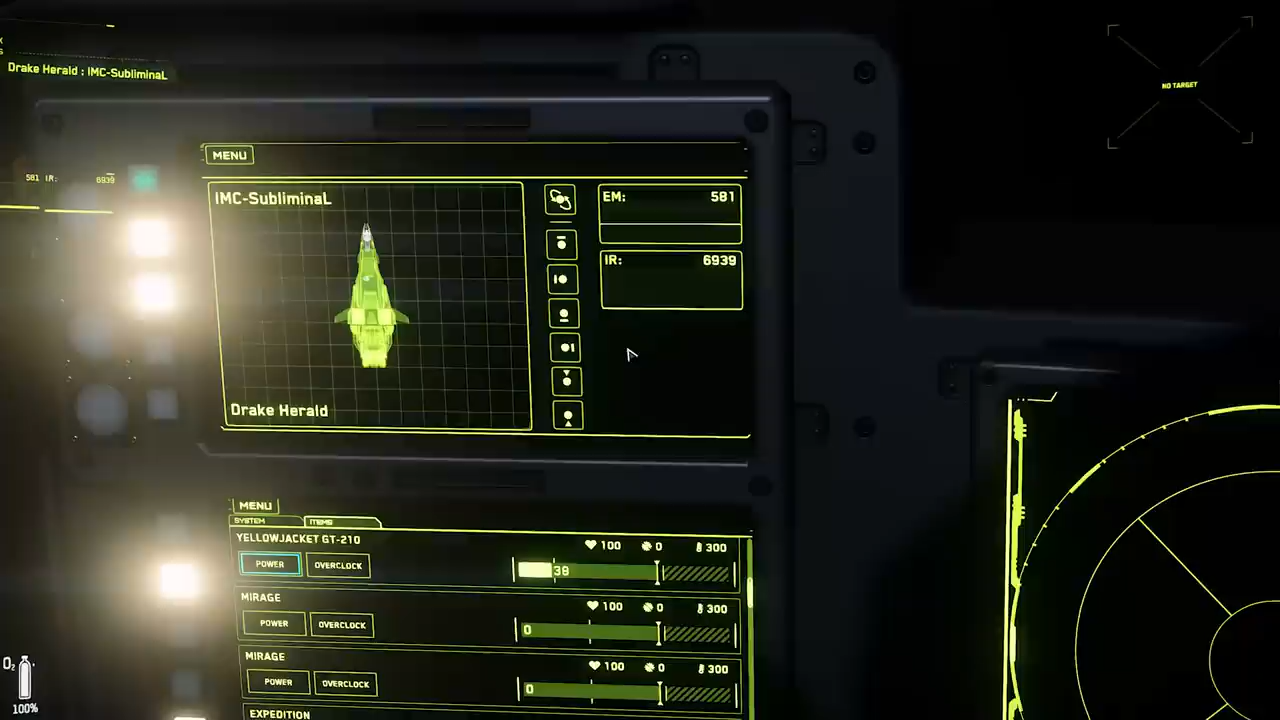 Drake Herald : IMC-SubliminaL
NO TARGET
MENU
581 IR: 6939
IMC-SubliminaL
EM: 581
IR: 6939
Drake Herald
MENU
SYSTEM ITEMS
YELLOWJACKET GT-210
100 0 300
POWER OVERCLOCK
38
MIRAGE
100 0 300
POWER OVERCLOCK
0
MIRAGE
100 0 300
POWER OVERCLOCK
0
EXPEDITION
O₂
100%